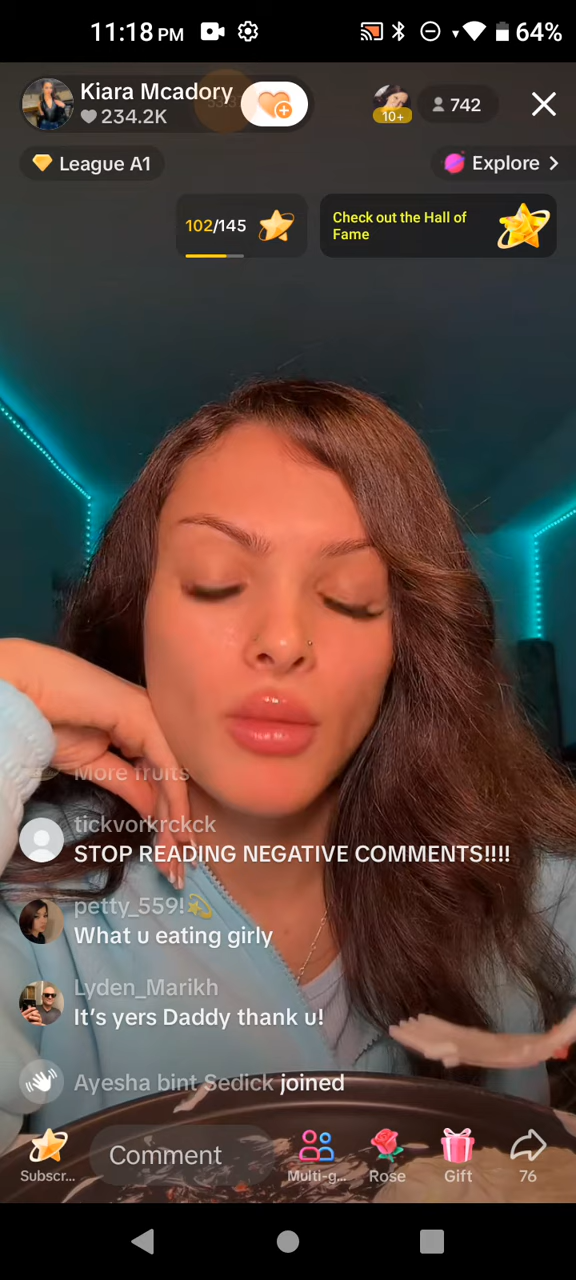 11:18 PM
64%
Kiara Mcadory
234.2K
10+
742
League A1
Explore
102/145
Check out the Hall of
Fame
More fruits
tickvorkrckck
STOP READING NEGATIVE COMMENTS!!!!
petty_559!💫
What u eating girly
Lyden_Marikh
It’s yers Daddy thank u!
Ayesha bint Sedick joined
Subscr...
Comment
Multi-g...
Rose
Gift
76